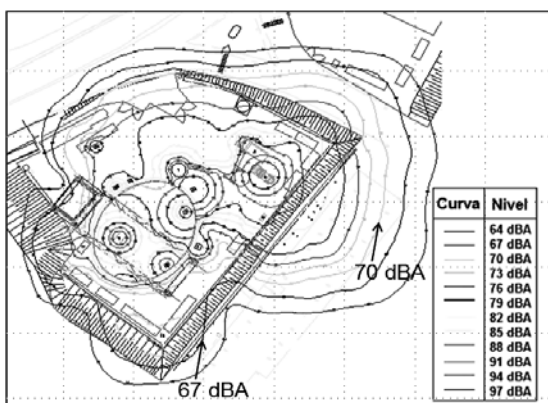 Curva Nivel
64 dBA
67 dBA
70 dBA
73 dBA
76 dBA
79 dBA
82 dBA
85 dBA
88 dBA
91 dBA
94 dBA
97 dBA
70 dBA
67 dBA